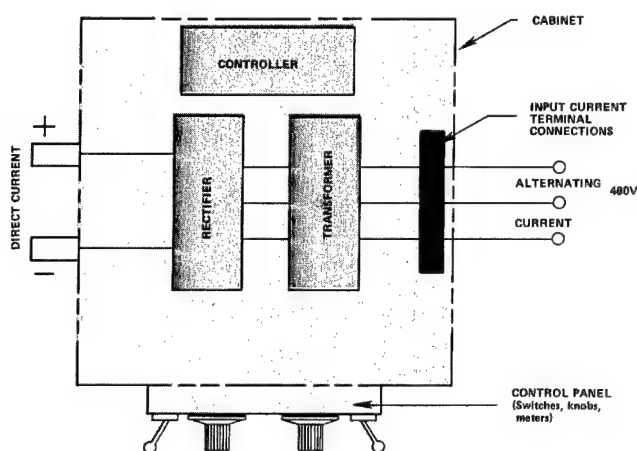 CABINET
CONTROLLER
INPUT CURRENT
TERMINAL
CONNECTIONS
+
DIRECT CURRENT
−
RECTIFIER
TRANSFORMER
ALTERNATING 480V
CURRENT
CONTROL PANEL
(Switches, knobs,
meters)